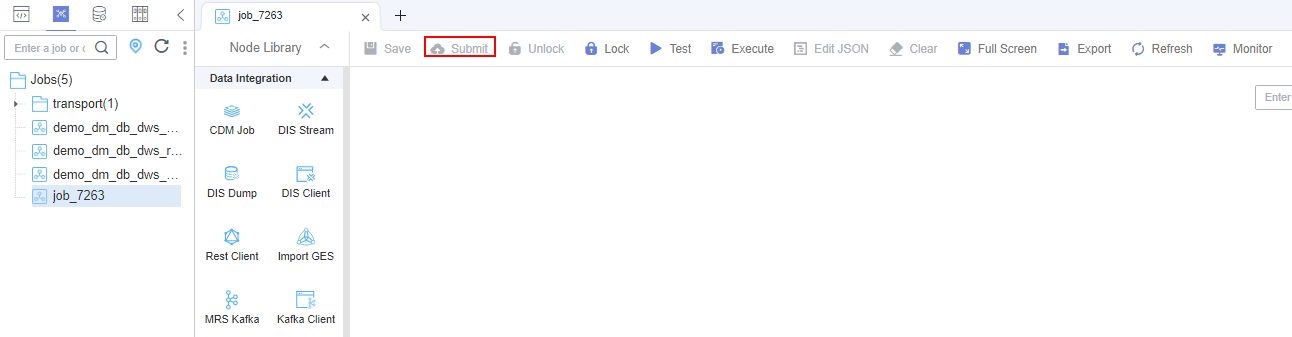 job_7263
Enter a job or c
Node Library
Save
Submit
Unlock
Lock
Test
Execute
Edit JSON
Clear
Full Screen
Export
Refresh
Monitor
Jobs(5)
transport(1)
demo_dm_db_dws_...
demo_dm_db_dws_r...
demo_dm_db_dws_...
job_7263
Data Integration
CDM Job
DIS Stream
DIS Dump
DIS Client
Rest Client
Import GES
MRS Kafka
Kafka Client
Enter